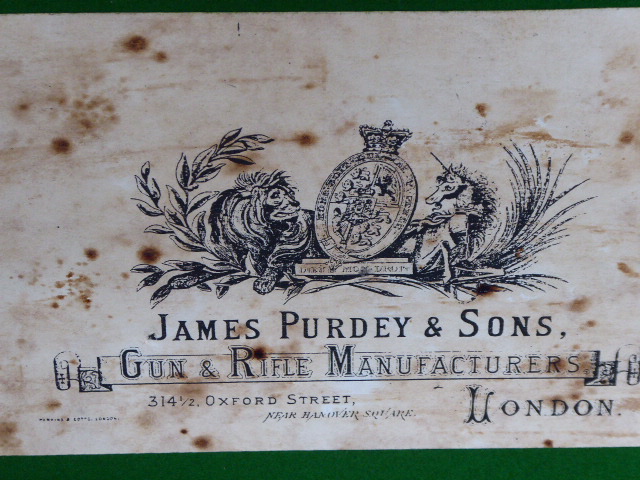 DIEU ET MON DROIT
JAMES PURDEY & SONS,
GUN & RIFLE MANUFACTURERS
314½, OXFORD STREET,
NEAR HANOVER SQUARE.
LONDON.